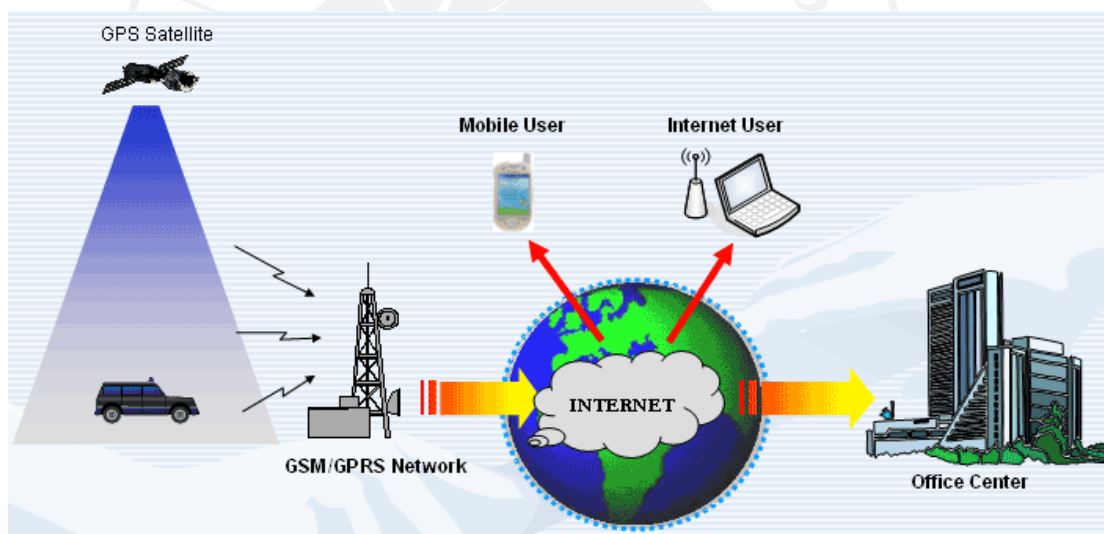 GPS Satellite
Mobile User
Internet User
INTERNET
GSM/GPRS Network
Office Center